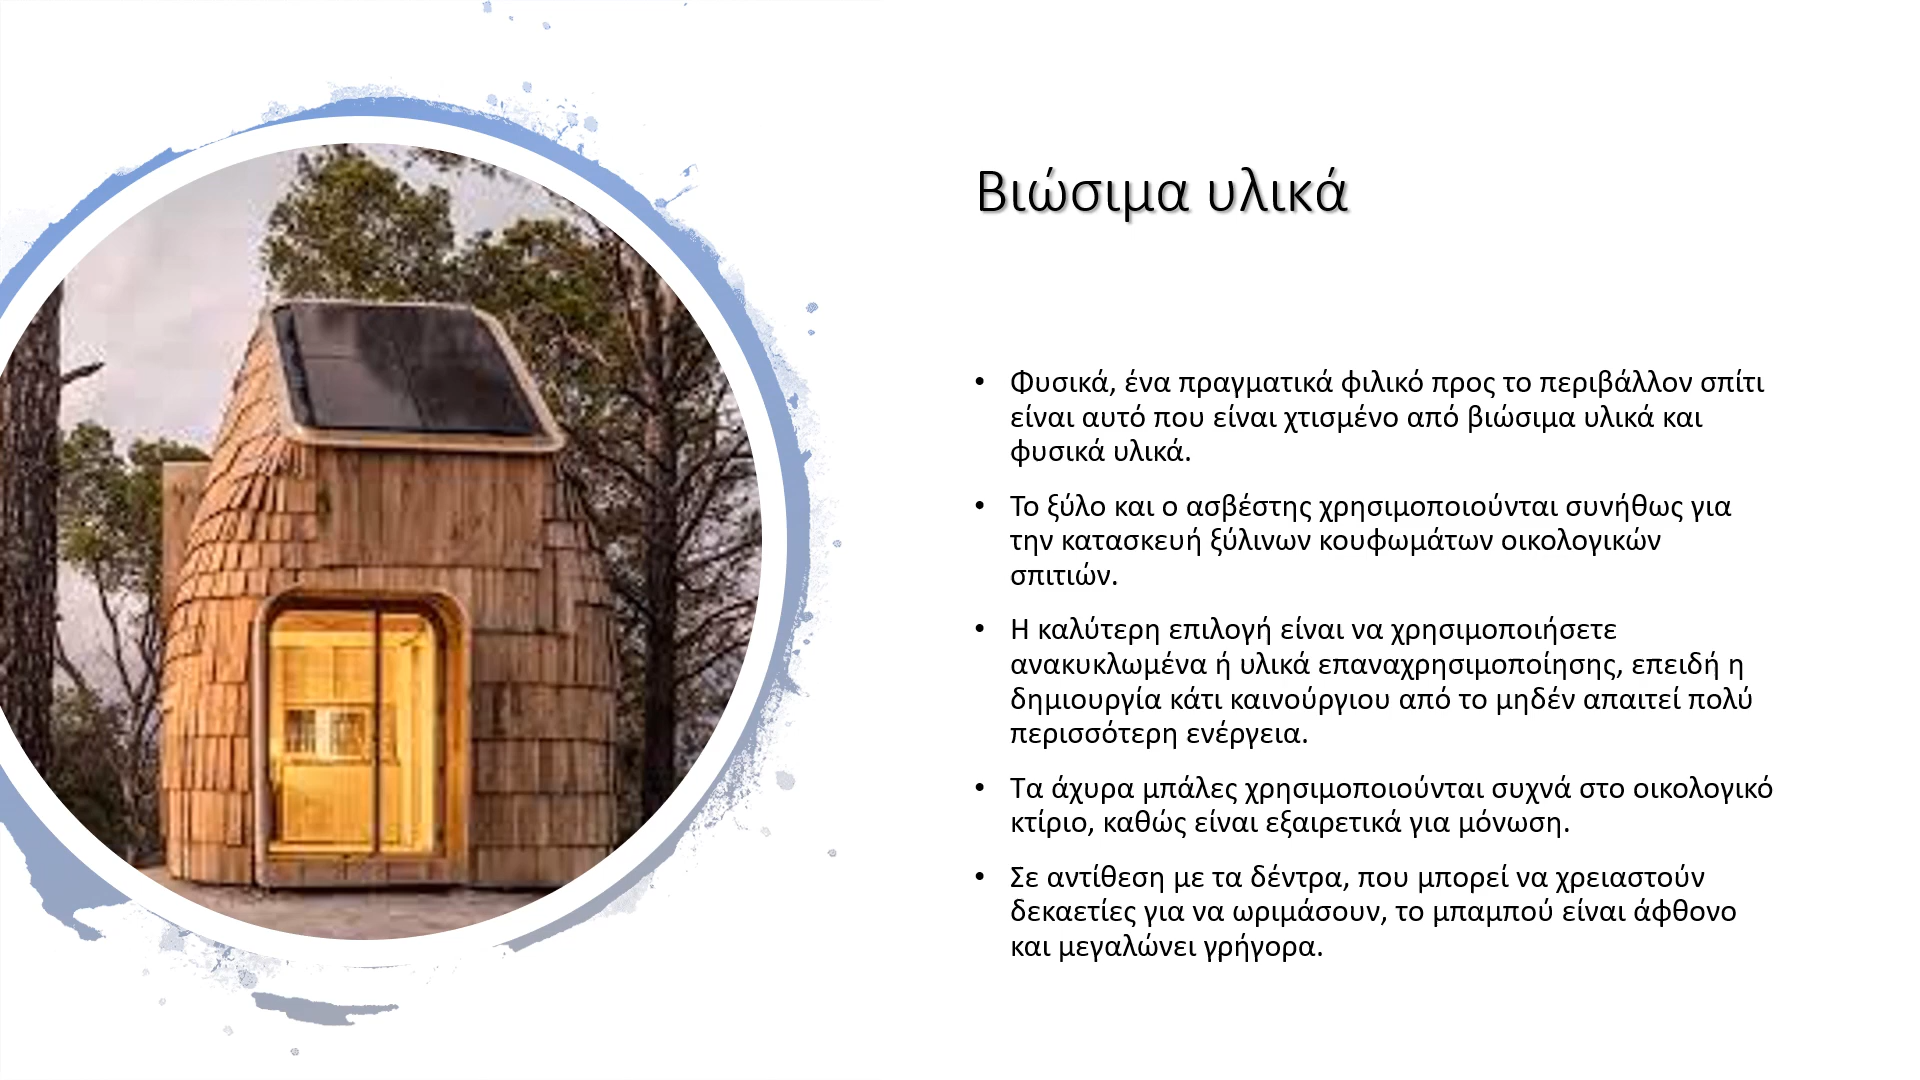 Βιώσιμα υλικά
• Φυσικά, ένα πραγματικά φιλικό προς το περιβάλλον σπίτι
είναι αυτό που είναι χτισμένο από βιώσιμα υλικά και
φυσικά υλικά.
• Το ξύλο και ο ασβέστης χρησιμοποιούνται συνήθως για
την κατασκευή ξύλινων κουφωμάτων οικολογικών
σπιτιών.
• Η καλύτερη επιλογή είναι να χρησιμοποιήσετε
ανακυκλωμένα ή υλικά επαναχρησιμοποίησης, επειδή η
δημιουργία κάτι καινούργιου από το μηδέν απαιτεί πολύ
περισσότερη ενέργεια.
• Τα άχυρα μπάλες χρησιμοποιούνται συχνά στο οικολογικό
κτίριο, καθώς είναι εξαιρετικά για μόνωση.
• Σε αντίθεση με τα δέντρα, που μπορεί να χρειαστούν
δεκαετίες για να ωριμάσουν, το μπαμπού είναι άφθονο
και μεγαλώνει γρήγορα.